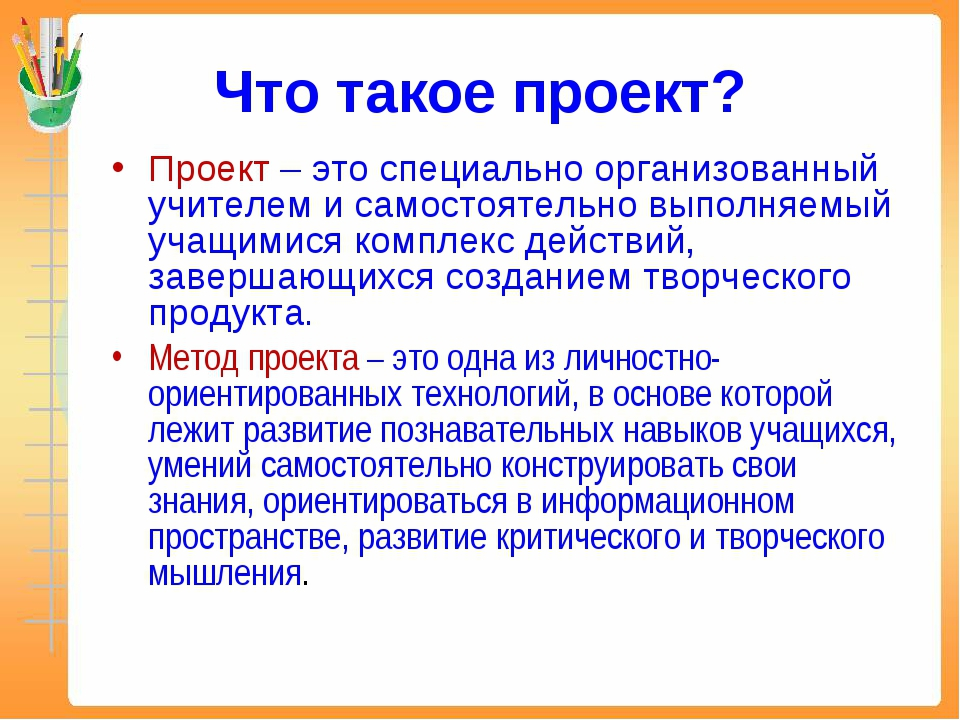 Что такое проект?
• Проект – это специально организованный
учителем и самостоятельно выполняемый
учащимися комплекс действий,
завершающихся созданием творческого
продукта.
• Метод проекта – это одна из личностно-
ориентированных технологий, в основе которой
лежит развитие познавательных навыков учащихся,
умений самостоятельно конструировать свои
знания, ориентироваться в информационном
пространстве, развитие критического и творческого
мышления.